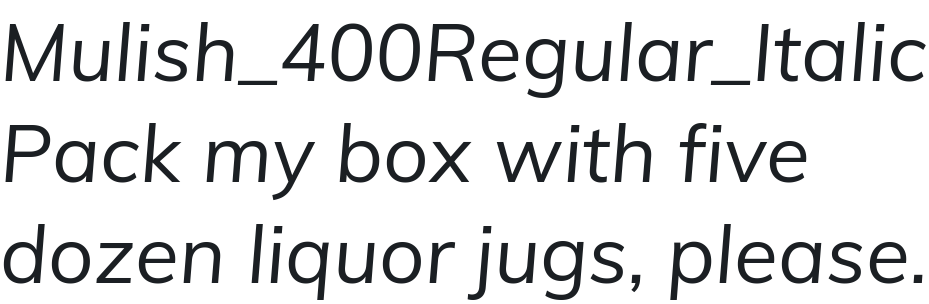 Mulish_400Regular_Italic
Pack my box with five
dozen liquor jugs, please.